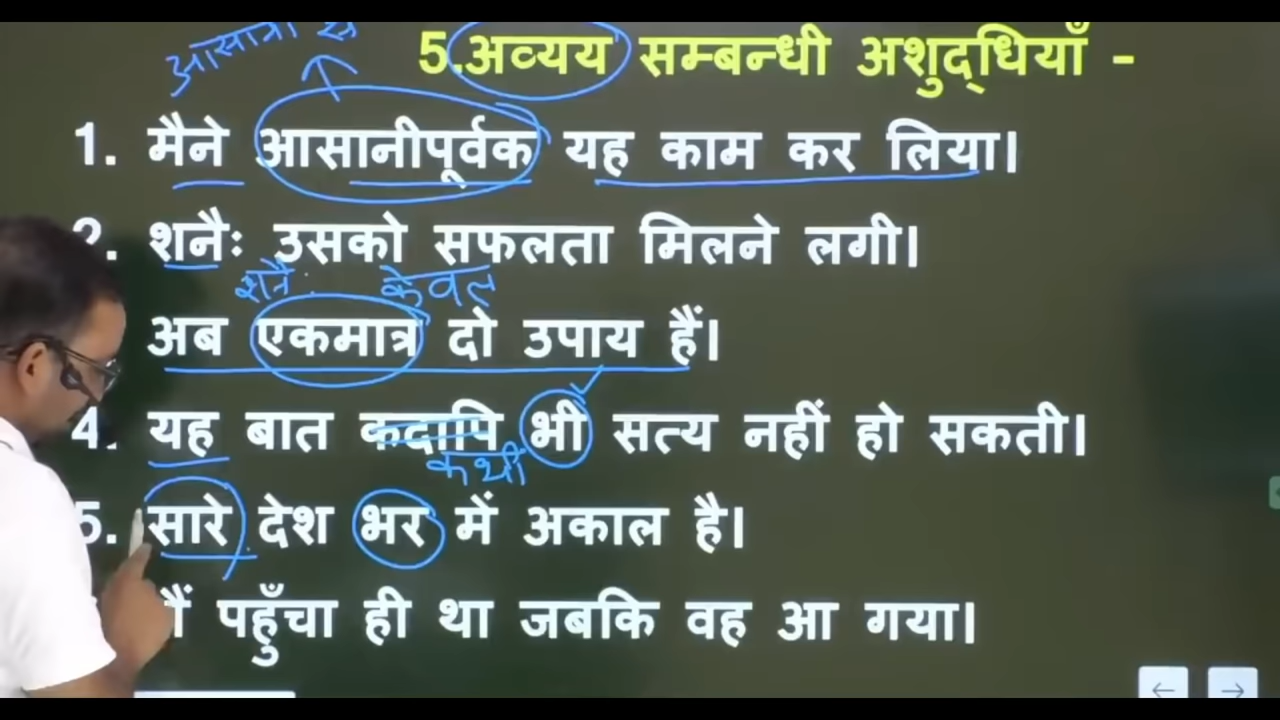 आसानी से
5.अव्यय सम्बन्धी अशुद्धियाँ -
1. मैने आसानीपूर्वक यह काम कर लिया।
2. शनैः उसको सफलता मिलने लगी।
शनैः केवल
अब एकमात्र दो उपाय हैं।
4. यह बात कदापि भी सत्य नहीं हो सकती।
कभी
5. सारे देश भर में अकाल है।
पहुँचा ही था जबकि वह आ गया।